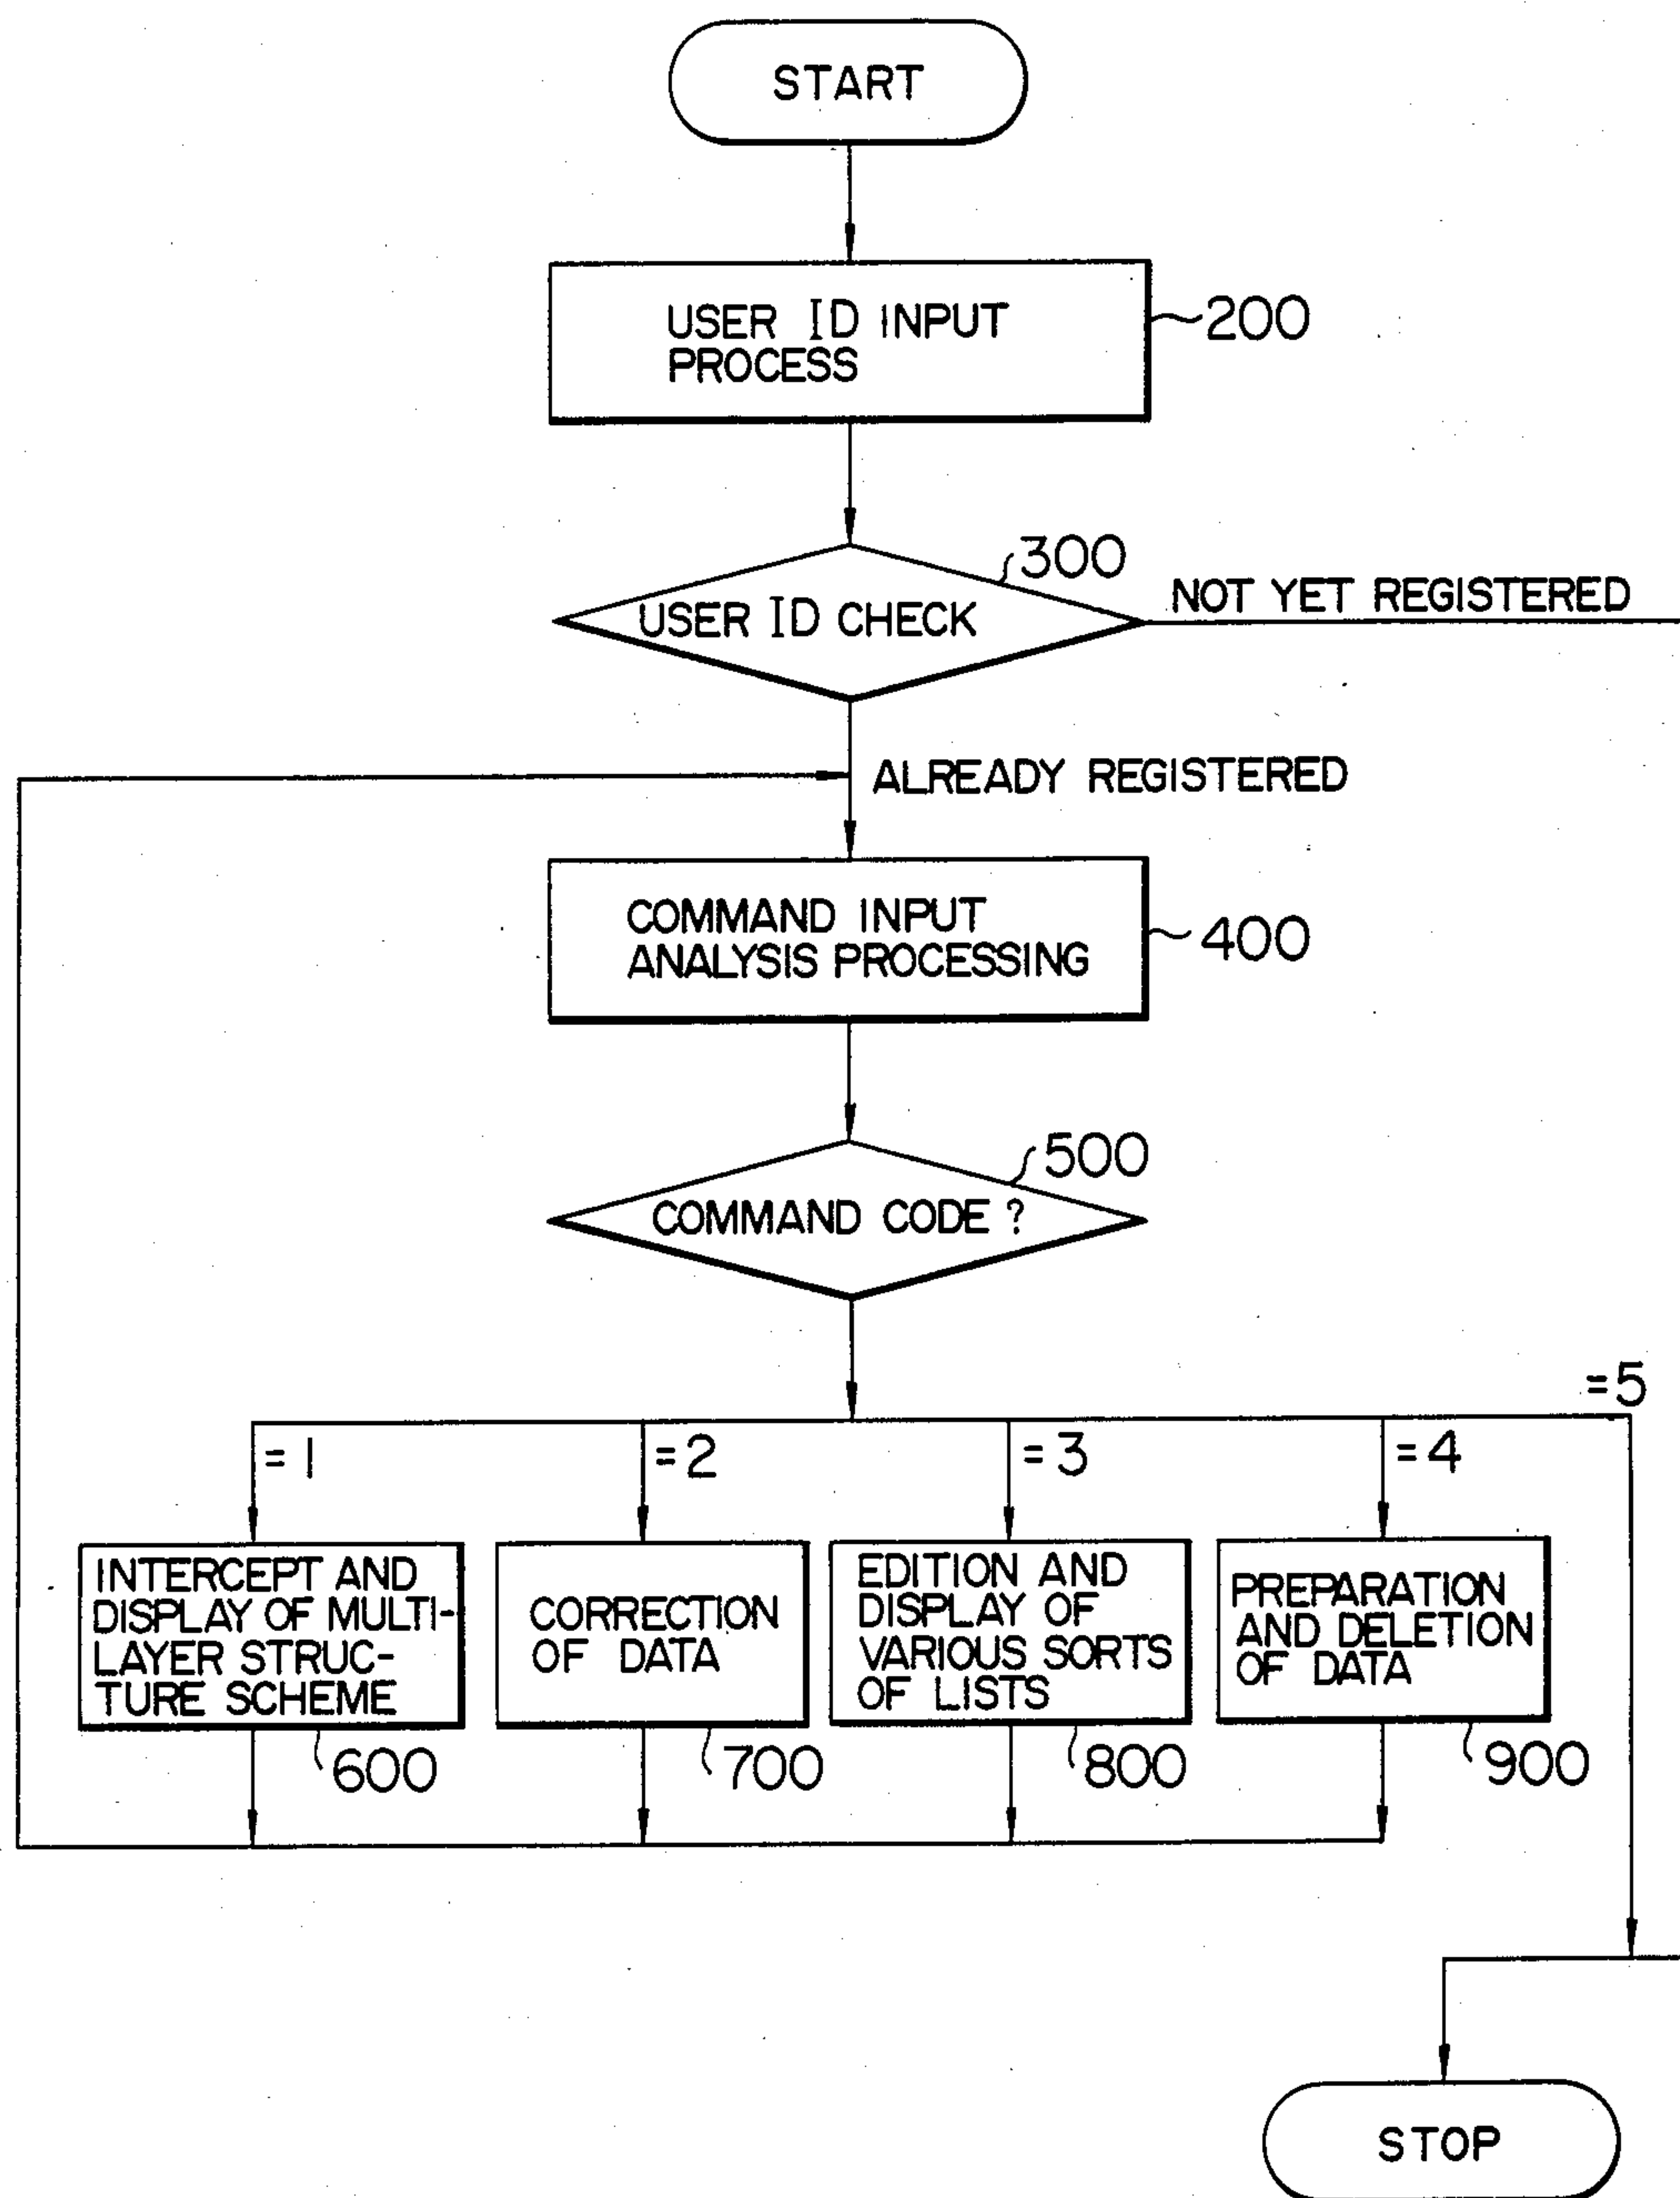 START
USER ID INPUT
PROCESS
200
300
USER ID CHECK
NOT YET REGISTERED
ALREADY REGISTERED
COMMAND INPUT
ANALYSIS PROCESSING
400
500
COMMAND CODE ?
=5
=1
=2
=3
=4
INTERCEPT AND
DISPLAY OF MULTI-
LAYER STRUC-
TURE SCHEME
600
CORRECTION
OF DATA
700
EDITION AND
DISPLAY OF
VARIOUS SORTS
OF LISTS
800
PREPARATION
AND DELETION
OF DATA
900
STOP